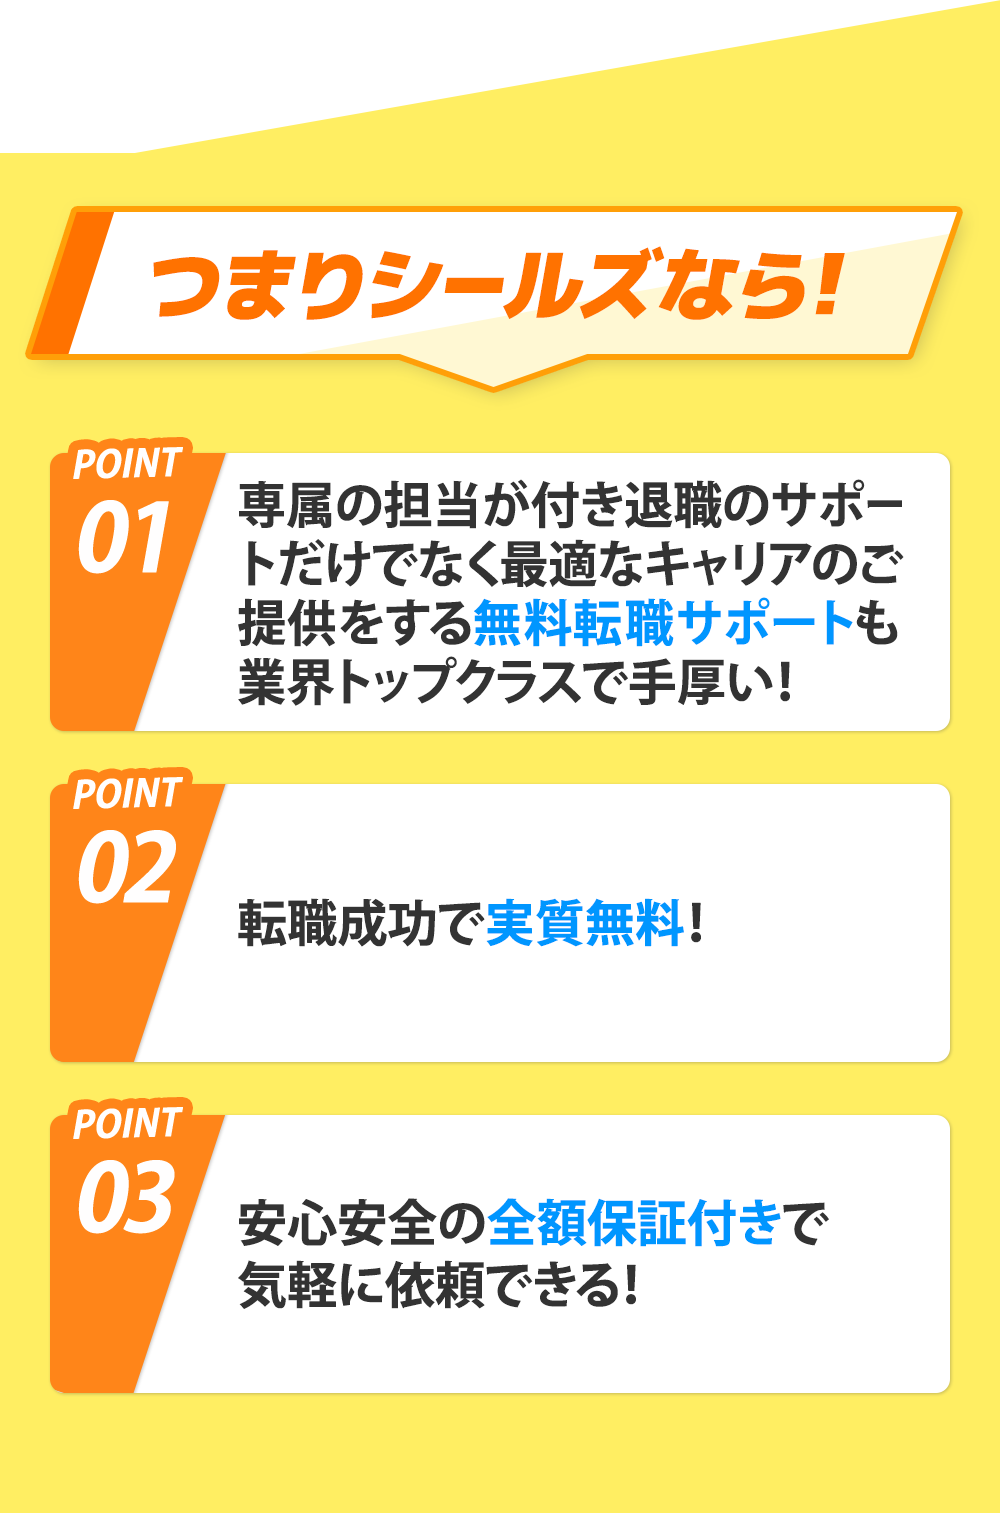 つまりシールズなら!
POINT
01
専属の担当が付き退職のサポー
トだけでなく最適なキャリアのご
提供をする無料転職サポートも
業界トップクラスで手厚い!
POINT
02
転職成功で実質無料!
POINT
03
安心安全の全額保証付きで
気軽に依頼できる!